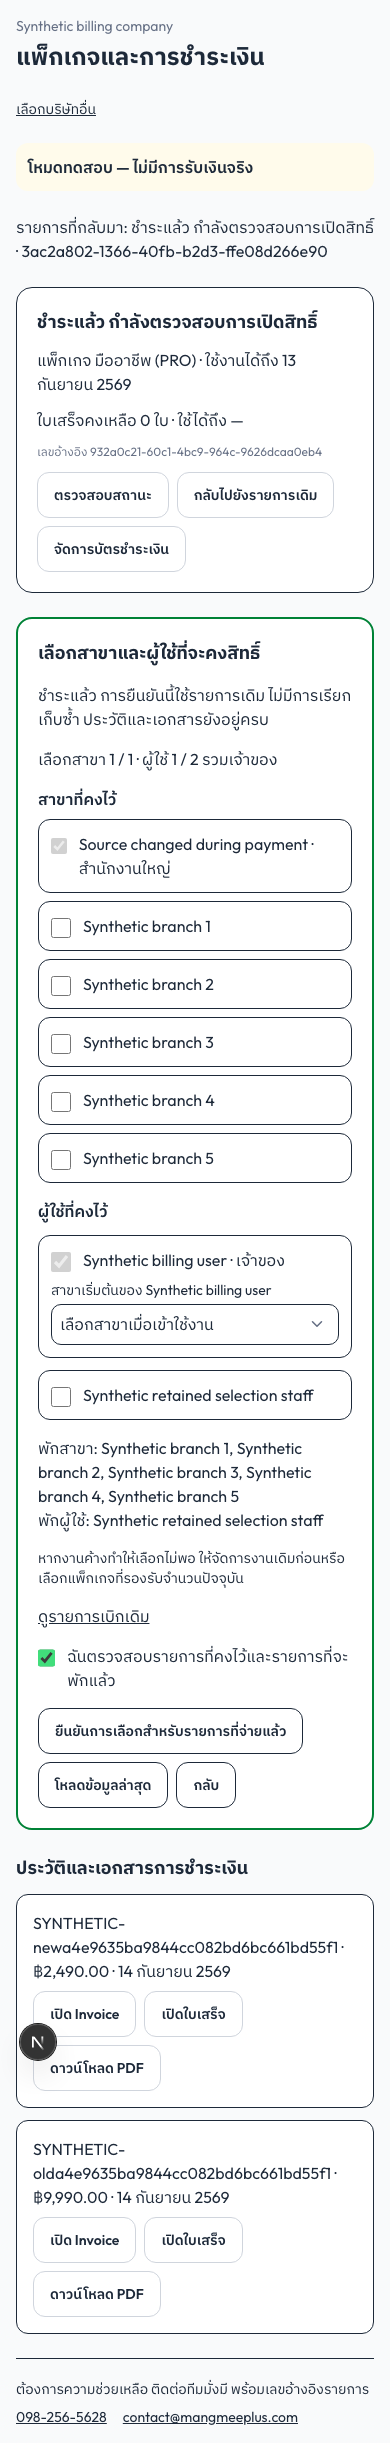 Synthetic billing company
แพ็กเกจและการชำระเงิน
เลือกบริษัทอื่น
โหมดทดสอบ — ไม่มีการรับเงินจริง
รายการที่กลับมา: ชำระแล้ว กำลังตรวจสอบการเปิดสิทธิ์
· 3ac2a802-1366-40fb-b2d3-ffe08d266e90
ชำระแล้ว กำลังตรวจสอบการเปิดสิทธิ์
แพ็กเกจ มืออาชีพ (PRO) · ใช้งานได้ถึง 13
กันยายน 2569
ใบเสร็จคงเหลือ 0 ใบ · ใช้ได้ถึง —
เลขอ้างอิง 932a0c21-60c1-4bc9-964c-9626dcaa0eb4
ตรวจสอบสถานะ
กลับไปยังรายการเดิม
จัดการบัตรชำระเงิน
เลือกสาขาและผู้ใช้ที่จะคงสิทธิ์
ชำระแล้ว การยืนยันนี้ใช้รายการเดิม ไม่มีการเรียก
เก็บซ้ำ ประวัติและเอกสารยังอยู่ครบ
เลือกสาขา 1 / 1 · ผู้ใช้ 1 / 2 รวมเจ้าของ
สาขาที่คงไว้
Source changed during payment ·
สำนักงานใหญ่
Synthetic branch 1
Synthetic branch 2
Synthetic branch 3
Synthetic branch 4
Synthetic branch 5
ผู้ใช้ที่คงไว้
Synthetic billing user · เจ้าของ
สาขาเริ่มต้นของ Synthetic billing user
เลือกสาขาเมื่อเข้าใช้งาน
Synthetic retained selection staff
พักสาขา: Synthetic branch 1, Synthetic
branch 2, Synthetic branch 3, Synthetic
branch 4, Synthetic branch 5
พักผู้ใช้: Synthetic retained selection staff
หากงานค้างทำให้เลือกไม่พอ ให้จัดการงานเดิมก่อนหรือ
เลือกแพ็กเกจที่รองรับจำนวนปัจจุบัน
ดูรายการเบิกเดิม
ฉันตรวจสอบรายการที่คงไว้และรายการที่จะ
พักแล้ว
ยืนยันการเลือกสำหรับรายการที่จ่ายแล้ว
โหลดข้อมูลล่าสุด
กลับ
ประวัติและเอกสารการชำระเงิน
SYNTHETIC-
newa4e9635ba9844cc082bd6bc661bd55f1 ·
฿2,490.00 · 14 กันยายน 2569
เปิด Invoice
เปิดใบเสร็จ
N
ดาวน์โหลด PDF
SYNTHETIC-
olda4e9635ba9844cc082bd6bc661bd55f1 ·
฿9,990.00 · 14 กันยายน 2569
เปิด Invoice
เปิดใบเสร็จ
ดาวน์โหลด PDF
ต้องการความช่วยเหลือ ติดต่อทีมมั่งมี พร้อมเลขอ้างอิงรายการ
098-256-5628
contact@mangmeeplus.com